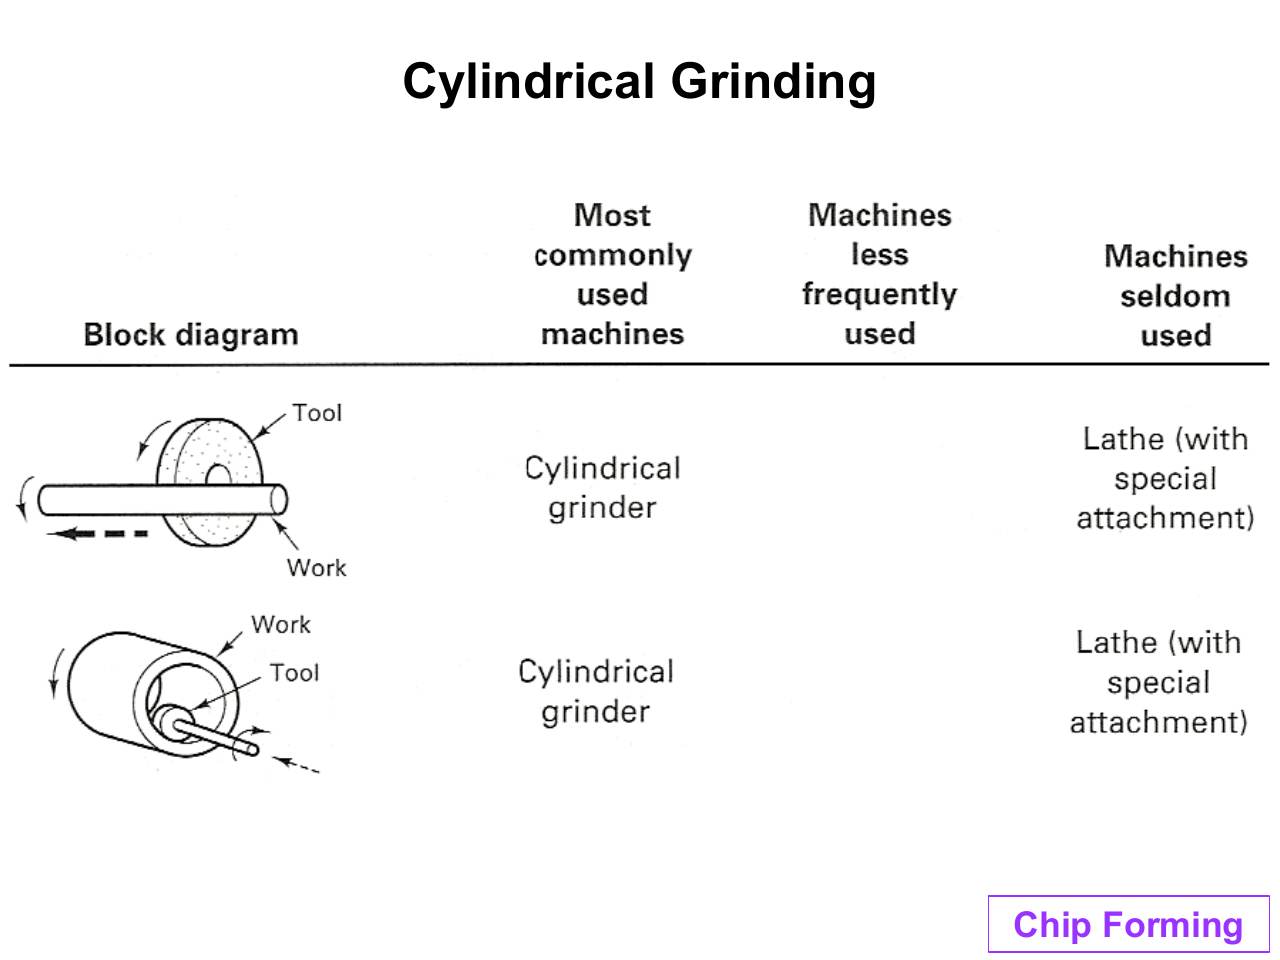 Cylindrical Grinding
Block diagram
Most
commonly
used
machines
Machines
less
frequently
used
Machines
seldom
used
Tool
Work
Cylindrical
grinder
Lathe (with
special
attachment)
Work
Tool
Cylindrical
grinder
Lathe (with
special
attachment)
Chip Forming